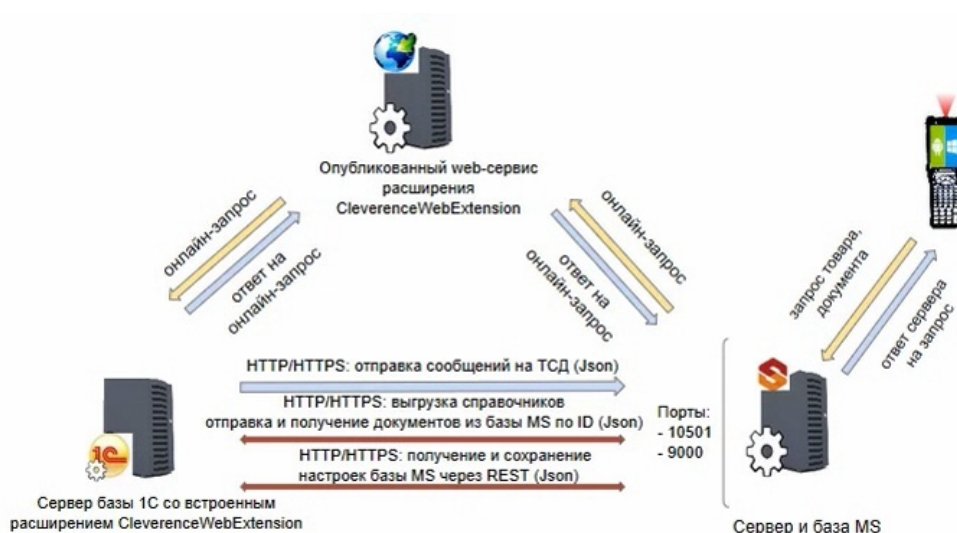 Опубликованный web-сервис
расширения
CleverenceWebExtension
онлайн-запрос
ответ на
онлайн-запрос
онлайн-запрос
ответ на
онлайн-запрос
запрос товара,
документа
ответ сервера
на запрос
HTTP/HTTPS: отправка сообщений на ТСД (Json)
HTTP/HTTPS: выгрузка справочников
отправка и получение документов из базы MS по ID (Json)
HTTP/HTTPS: получение и сохранение
настроек базы MS через REST (Json)
Порты:
- 10501
- 9000
1С
Сервер базы 1С со встроенным
расширением CleverenceWebExtension
Сервер и база MS